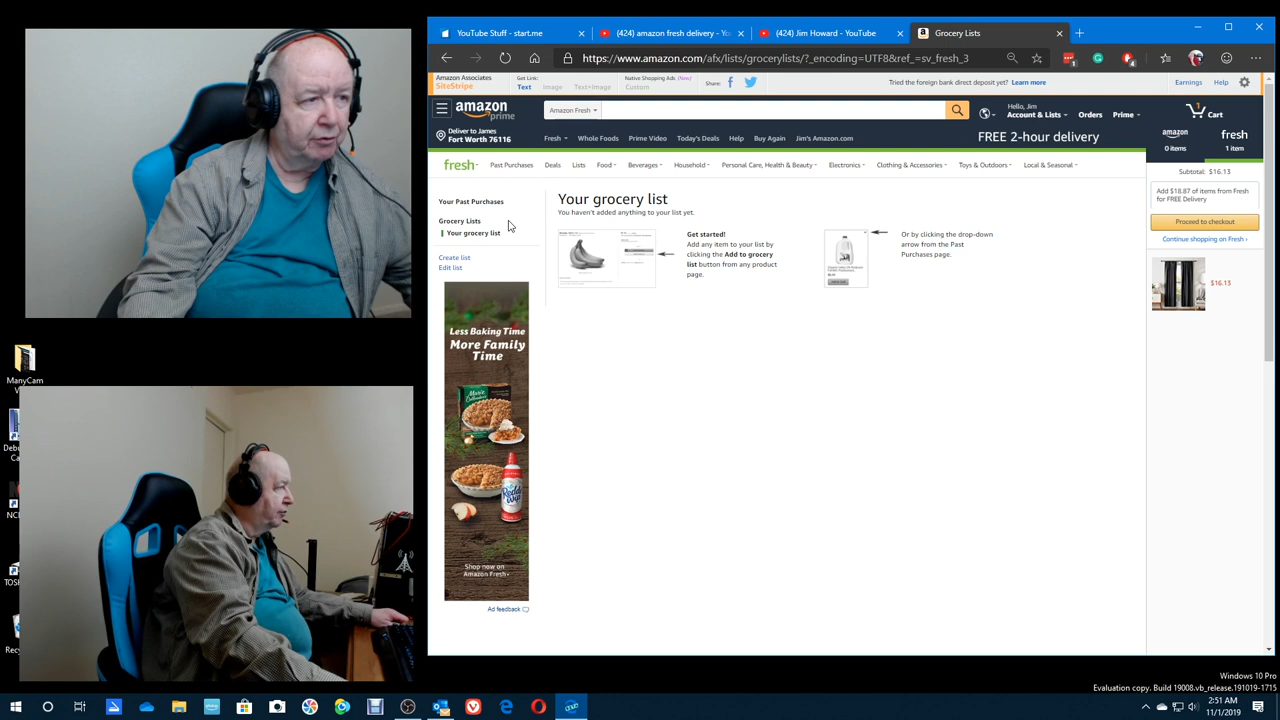 YouTube Stuff - start.me
(424) amazon fresh delivery - Yo
(424) Jim Howard - YouTube
Grocery Lists
https://www.amazon.com/afx/lists/grocerylists/?_encoding=UTF8&ref_=sv_fresh_3
Amazon Associates
SiteStripe
Get Link:
Text
Image
Text+Image
Native Shopping Ads (New)
Custom
Share:
Tried the foreign bank direct deposit yet? Learn more
Earnings
Help
amazon
prime
Amazon Fresh
Hello, Jim
Account & Lists
Orders
Prime
1
Cart
Deliver to James
Fort Worth 76116
Fresh
Whole Foods
Prime Video
Today's Deals
Help
Buy Again
Jim's Amazon.com
FREE 2-hour delivery
amazon
0 items
fresh
1 item
fresh
Past Purchases
Deals
Lists
Food
Beverages
Household
Personal Care, Health & Beauty
Electronics
Clothing & Accessories
Toys & Outdoors
Local & Seasonal
Subtotal: $16.13
Add $18.87 of items from Fresh
for FREE Delivery
Proceed to checkout
Continue shopping on Fresh ›
$16.13
Your Past Purchases
Grocery Lists
Your grocery list
Create list
Edit list
Your grocery list
You haven't added anything to your list yet.
Get started!
Add any item to your list by
clicking the Add to grocery
list button from any product
page.
Or by clicking the drop-down
arrow from the Past
Purchases page.
Less Baking Time
More Family
Time
Marie
Callender's
Reddi
wip
Shop now on
Amazon Fresh
Ad feedback
ManyCam
Windows 10 Pro
Evaluation copy. Build 19008.vb_release.191019-1715
2:51 AM
11/1/2019